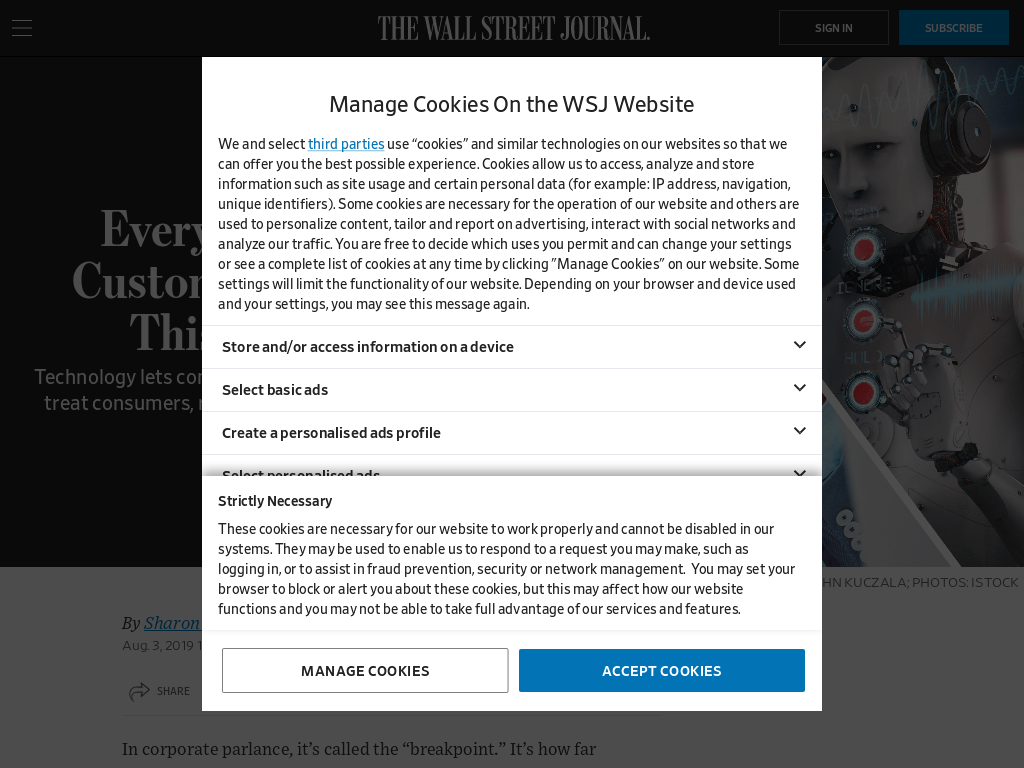 THE WALL STREET JOURNAL.
SIGN IN
SUBSCRIBE
Manage Cookies On the WSJ Website
We and select third parties use “cookies” and similar technologies on our websites so that we
can offer you the best possible experience. Cookies allow us to access, analyze and store
information such as site usage and certain personal data (for example: IP address, navigation,
unique identifiers). Some cookies are necessary for the operation of our website and others are
used to personalize content, tailor and report on advertising, interact with social networks and
analyze our traffic. You are free to decide which uses you permit and can change your settings
or see a complete list of cookies at any time by clicking "Manage Cookies" on our website. Some
settings will limit the functionality of our website. Depending on your browser and device used
and your settings, you may see this message again.
Store and/or access information on a device
Select basic ads
Create a personalised ads profile
Select personalised ads
Strictly Necessary
These cookies are necessary for our website to work properly and cannot be disabled in our
systems. They may be used to enable us to respond to a request you may make, such as
logging in, or to assist in fraud prevention, security or network management. You may set your
browser to block or alert you about these cookies, but this may affect how our website
functions and you may not be able to take full advantage of our services and features.
MANAGE COOKIES
ACCEPT COOKIES
Every
Custor
This
Technology lets cor
treat consumers, r
HN KUCZALA; PHOTOS: ISTOCK
By Sharon
Aug. 3, 2019 1
SHARE
In corporate parlance, it’s called the “breakpoint.” It’s how far